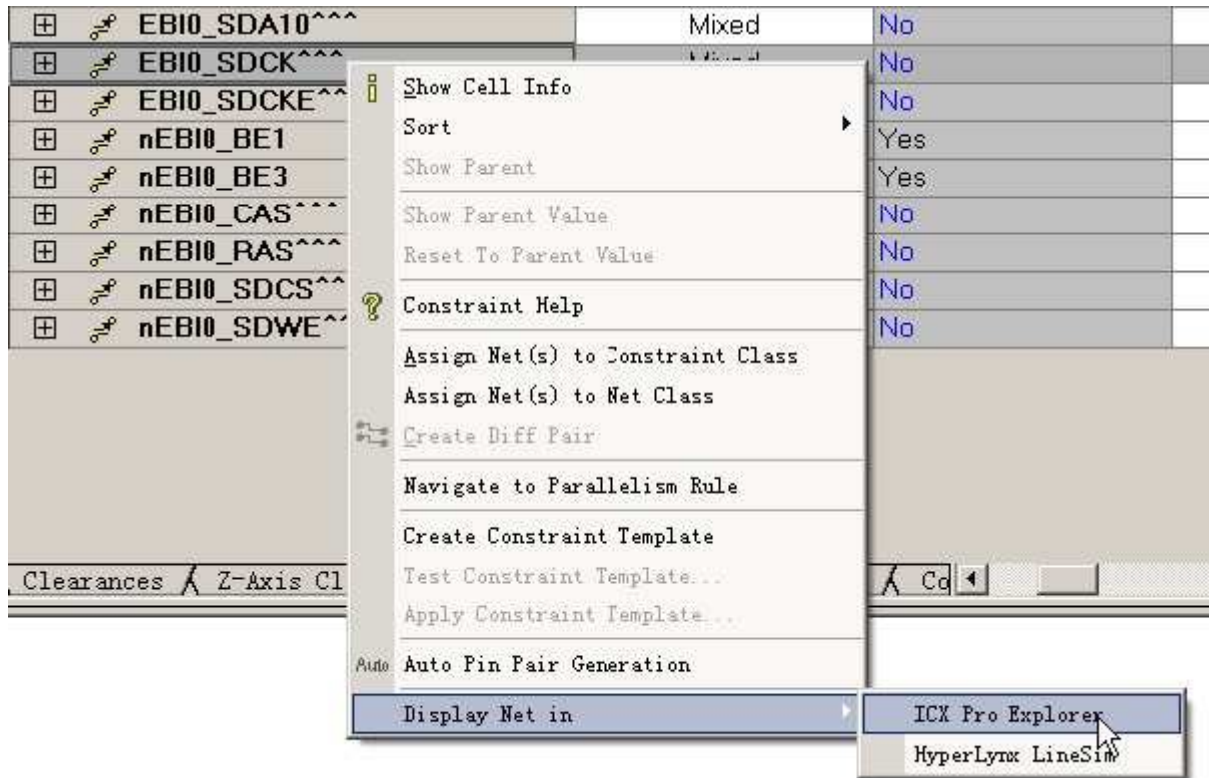 EBI0_SDA10^^^ Mixed No
EBI0_SDCK^^^ Mixed No
EBI0_SDCKE^^ No
nEBI0_BE1 Yes
nEBI0_BE3 Yes
nEBI0_CAS^^^ No
nEBI0_RAS^^^ No
nEBI0_SDCS^^ No
nEBI0_SDWE^^ No
Show Cell Info
Sort
Show Parent
Show Parent Value
Reset To Parent Value
Constraint Help
Assign Net(s) to Constraint Class
Assign Net(s) to Net Class
Create Diff Pair
Navigate to Parallelism Rule
Create Constraint Template
Test Constraint Template...
Apply Constraint Template...
Auto Auto Pin Pair Generation
Display Net in
ICX Pro Explorer
HyperLynx LineSim
Clearances Z-Axis Cl Co